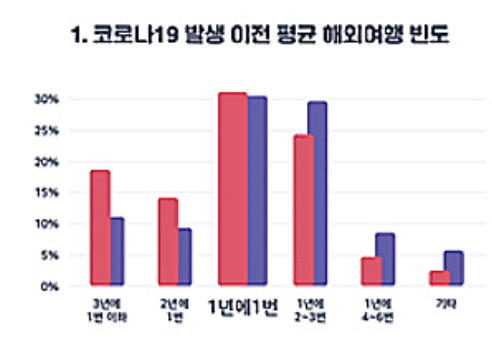 1. 코로나19 발생 이전 평균 해외여행 빈도
30%
25%
20%
15%
10%
5%
0%
3년에
1번 이하
2년에
1번
1년에1번
1년에
2~3번
1년에
4~6번
기타